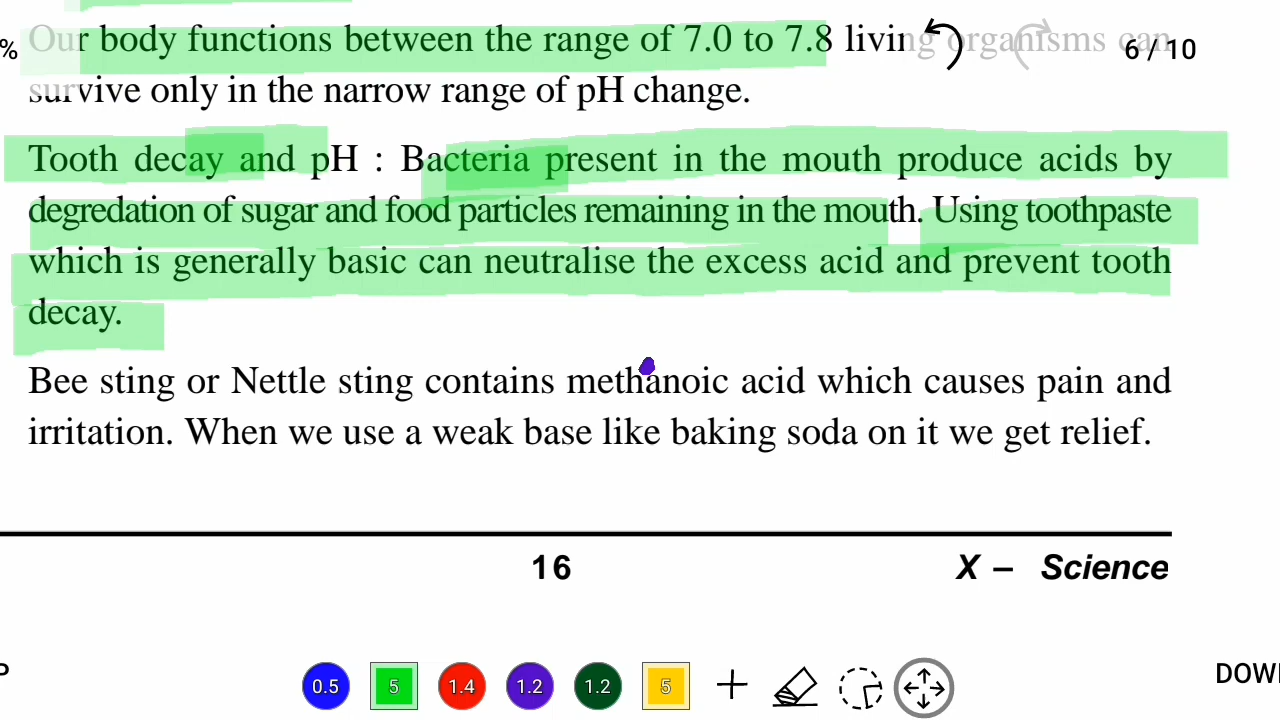 Our body functions between the range of 7.0 to 7.8 living organisms can
survive only in the narrow range of pH change.
% 6 / 10
Tooth decay and pH : Bacteria present in the mouth produce acids by
degredation of sugar and food particles remaining in the mouth. Using toothpaste
which is generally basic can neutralise the excess acid and prevent tooth
decay.
Bee sting or Nettle sting contains methanoic acid which causes pain and
irritation. When we use a weak base like baking soda on it we get relief.
16 X – Science
P DOW
0.5 5 1.4 1.2 1.2 5